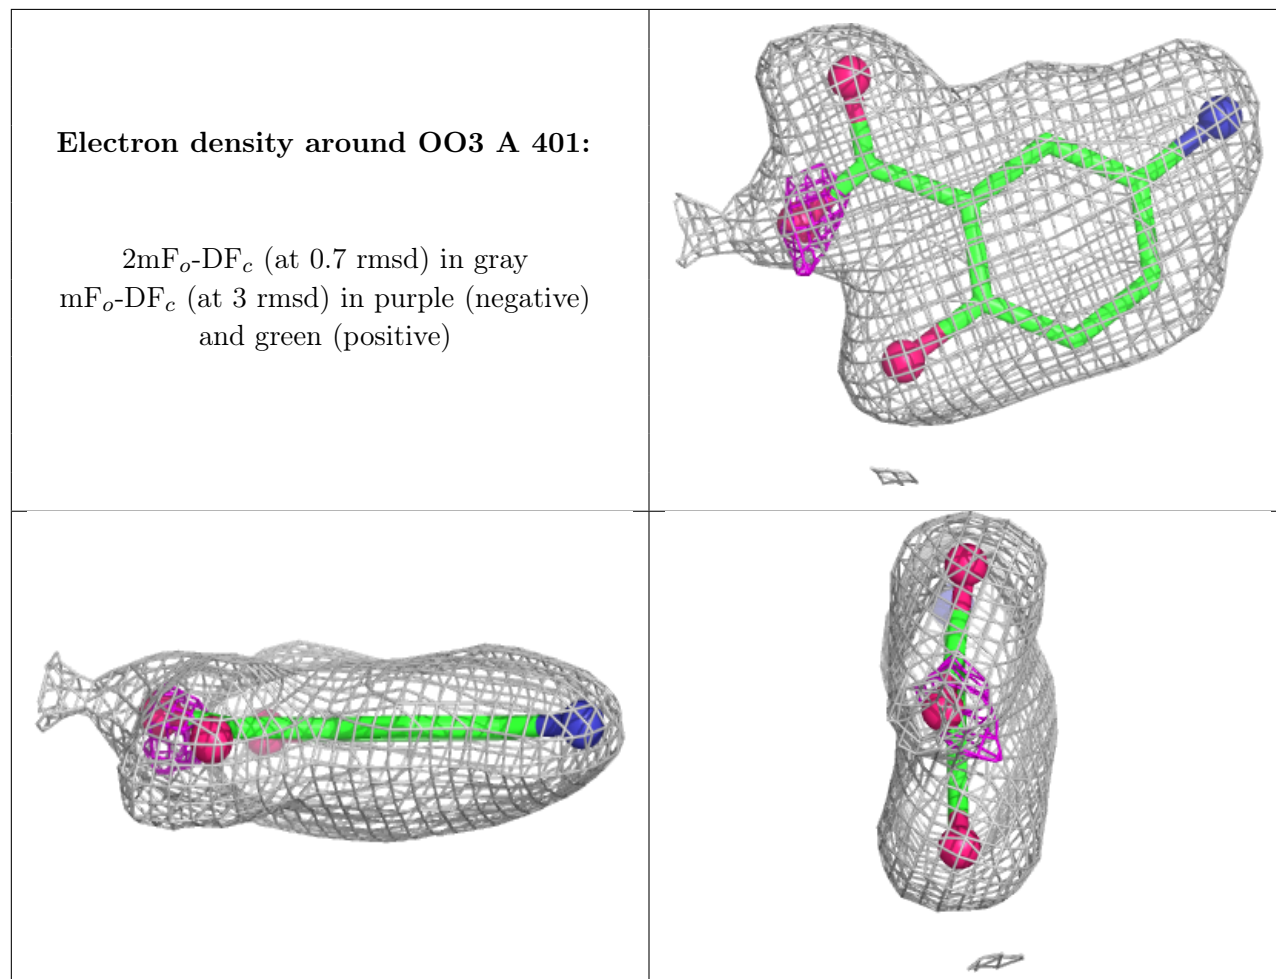 Electron density around OO3 A 401:
2mFo-DFc (at 0.7 rmsd) in gray
mFo-DFc (at 3 rmsd) in purple (negative)
and green (positive)